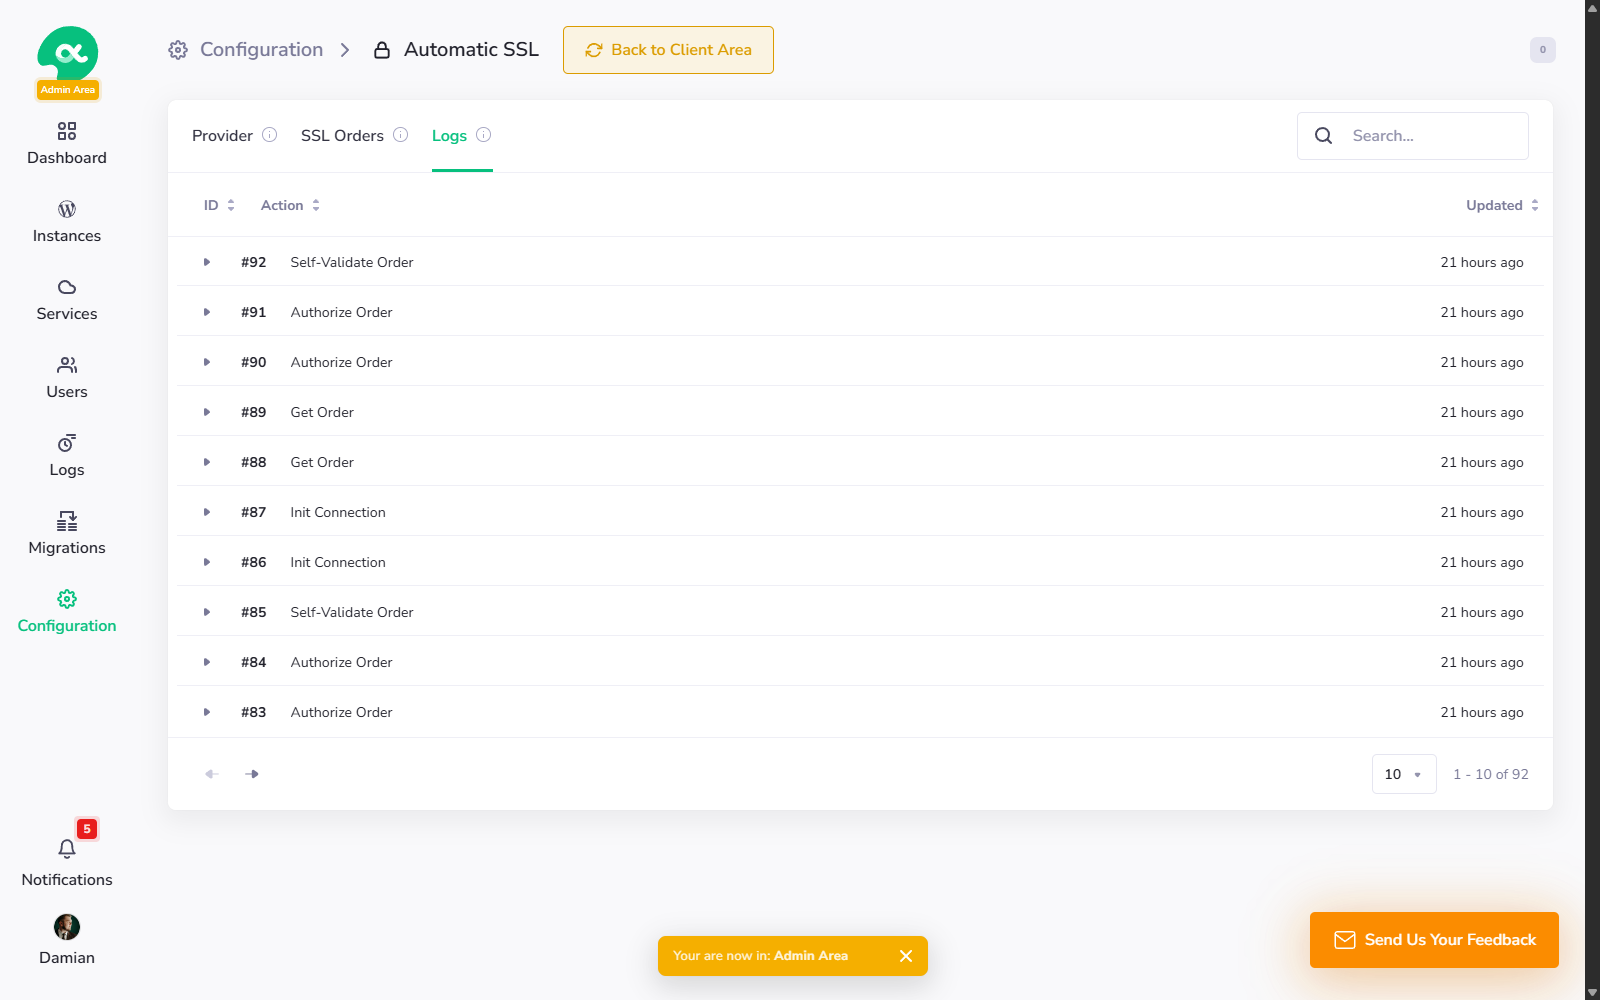 Admin Area
Dashboard
Instances
Services
Users
Logs
Migrations
Configuration
5
Notifications
Damian
Configuration
Automatic SSL
Back to Client Area
0
Provider
SSL Orders
Logs
Search...
ID Action Updated
#92 Self-Validate Order 21 hours ago
#91 Authorize Order 21 hours ago
#90 Authorize Order 21 hours ago
#89 Get Order 21 hours ago
#88 Get Order 21 hours ago
#87 Init Connection 21 hours ago
#86 Init Connection 21 hours ago
#85 Self-Validate Order 21 hours ago
#84 Authorize Order 21 hours ago
#83 Authorize Order 21 hours ago
10 1 - 10 of 92
Your are now in: Admin Area
Send Us Your Feedback